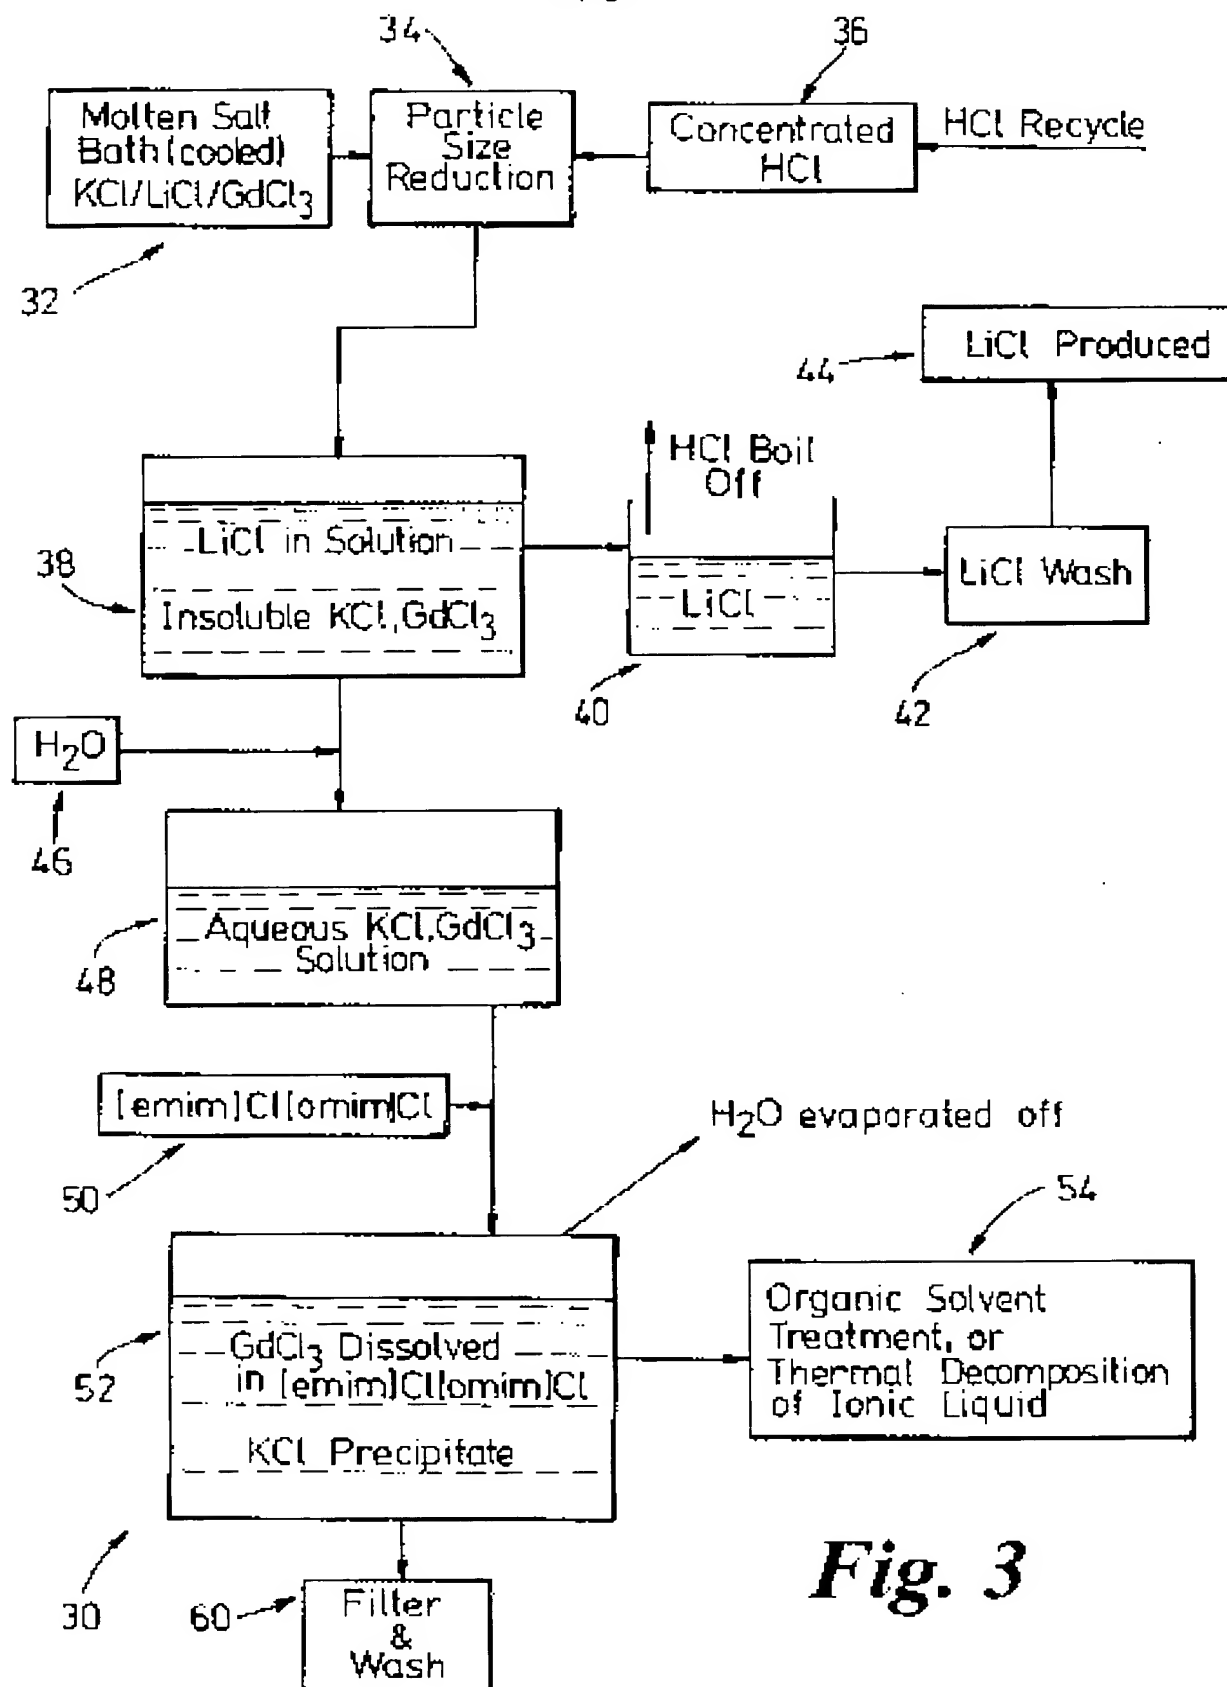 34
36
Molten Salt
Bath (cooled)
KCl/LiCl/GdCl3
Particle
Size
Reduction
Concentrated
HCl
HCl Recycle
32
LiCl Produced
44
HCl Boil
Off
LiCl in Solution
Insoluble KCl,GdCl3
38
LiCl
LiCl Wash
40
42
H2O
46
Aqueous KCl,GdCl3
Solution
48
[emim]Cl[omim]Cl
50
H2O evaporated off
54
GdCl3 Dissolved
in [emim]Cl[omim]Cl
52
KCl Precipitate
Organic Solvent
Treatment, or
Thermal Decomposition
of Ionic Liquid
30
60
Filter
&
Wash
Fig. 3